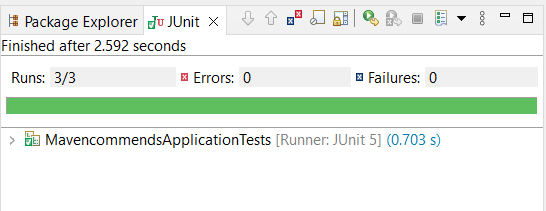 Package Explorer JUnit
Finished after 2.592 seconds
Runs: 3/3 Errors: 0 Failures: 0
MavencommendsApplicationTests [Runner: JUnit 5] (0.703 s)